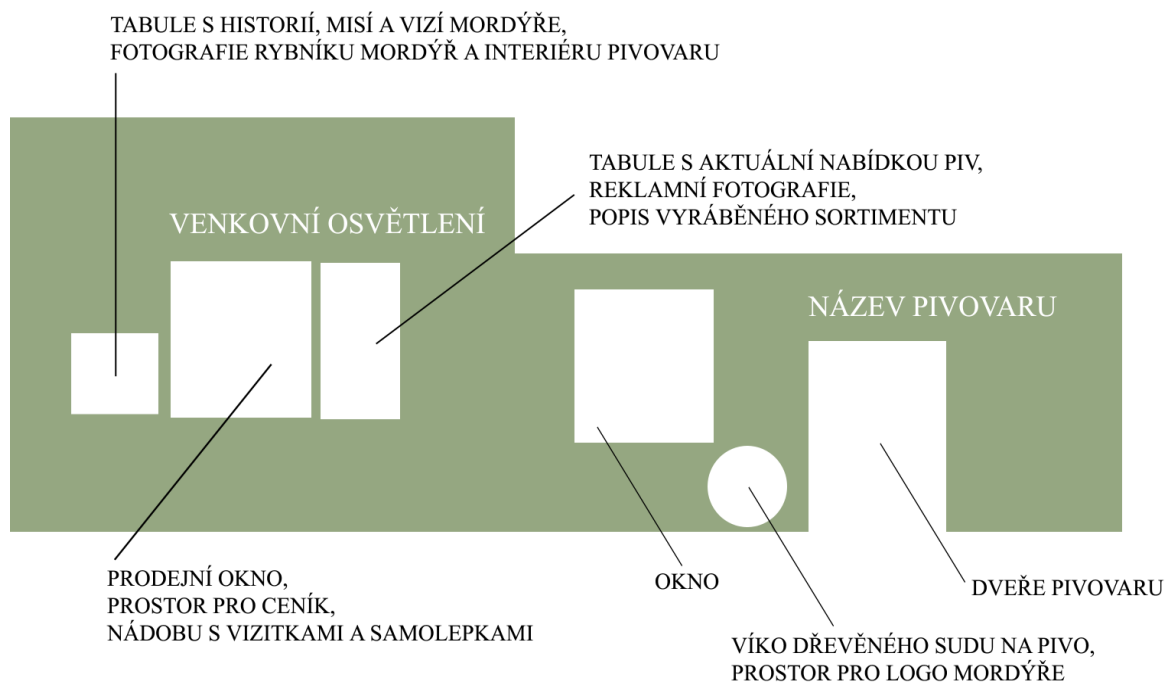 TABULE S HISTORIÍ, MISÍ A VIZÍ MORDÝŘE,
FOTOGRAFIE RYBNÍKU MORDÝŘ A INTERIÉRU PIVOVARU
TABULE S AKTUÁLNÍ NABÍDKOU PIV,
REKLAMNÍ FOTOGRAFIE,
POPIS VYRÁBĚNÉHO SORTIMENTU
VENKOVNÍ OSVĚTLENÍ
NÁZEV PIVOVARU
PRODEJNÍ OKNO,
PROSTOR PRO CENÍK,
NÁDOBU S VIZITKAMI A SAMOLEPKAMI
OKNO
DVEŘE PIVOVARU
VÍKO DŘEVĚNÉHO SUDU NA PIVO,
PROSTOR PRO LOGO MORDÝŘE